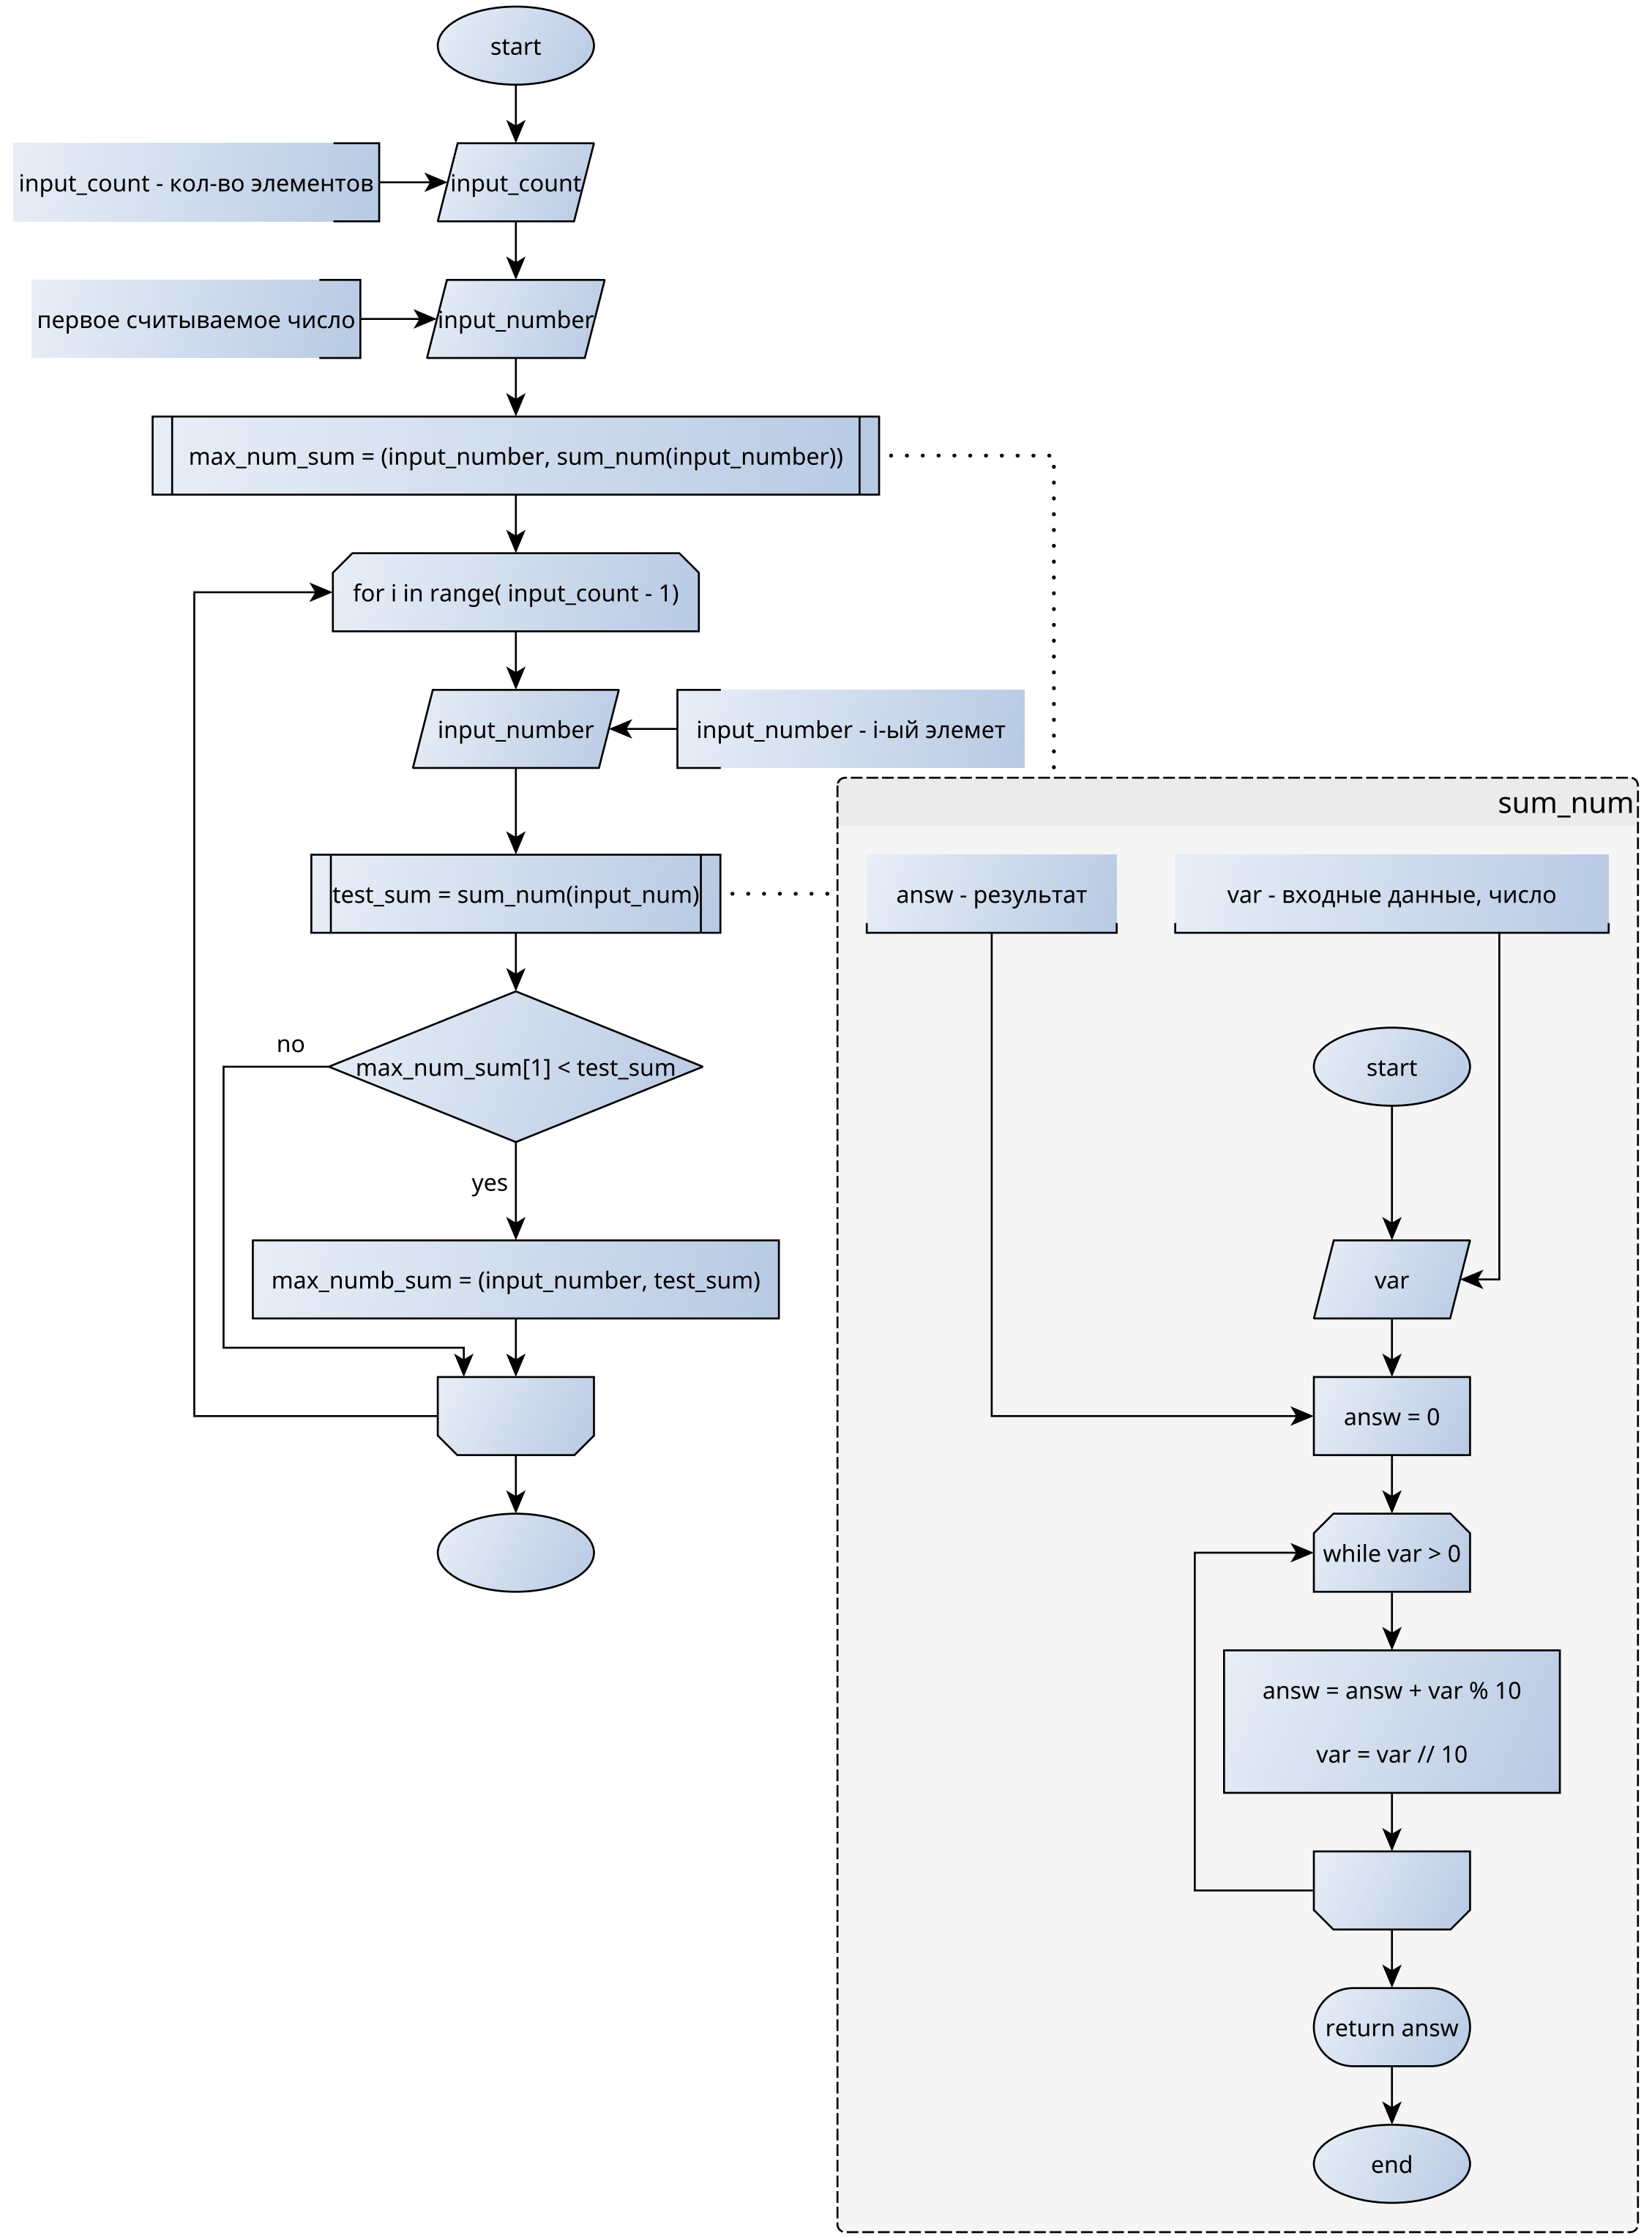 start
input_count - кол-во элементов
input_count
первое считываемое число
input_number
max_num_sum = (input_number, sum_num(input_number))
for i in range( input_count - 1)
input_number
input_number - i-ый элемет
test_sum = sum_num(input_num)
max_num_sum[1] < test_sum
no
yes
max_numb_sum = (input_number, test_sum)
sum_num
answ - результат
var - входные данные, число
start
var
answ = 0
while var > 0
answ = answ + var % 10
var = var // 10
return answ
end